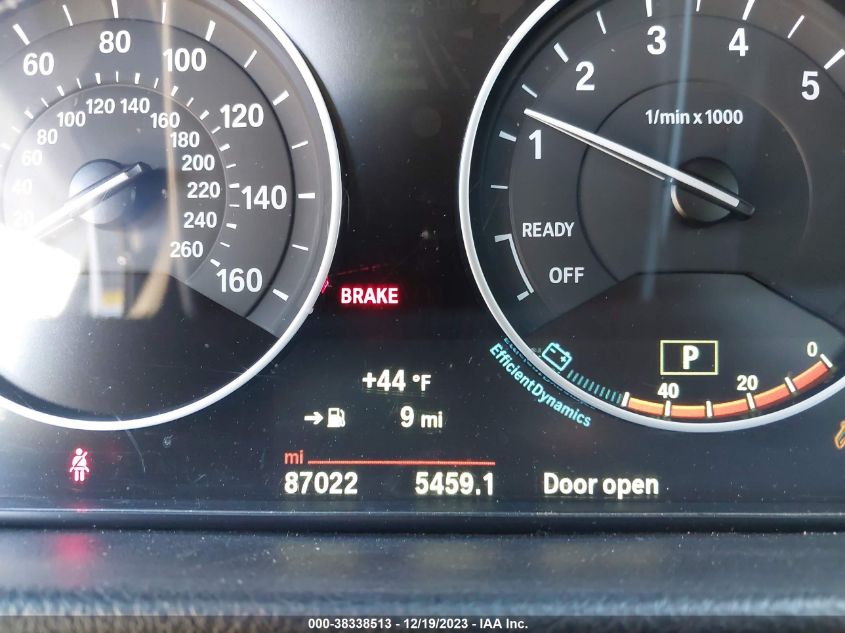 60
80
100
120
140
160
20
40
60
80
100
120
140
160
180
200
220
240
260
1
2
3
4
5
1/min x 1000
READY
OFF
BRAKE
+44 °F
9 mi
P
EfficientDynamics
40
20
0
mi
87022 5459.1 Door open
000-38338513 - 12/19/2023 - IAA Inc.